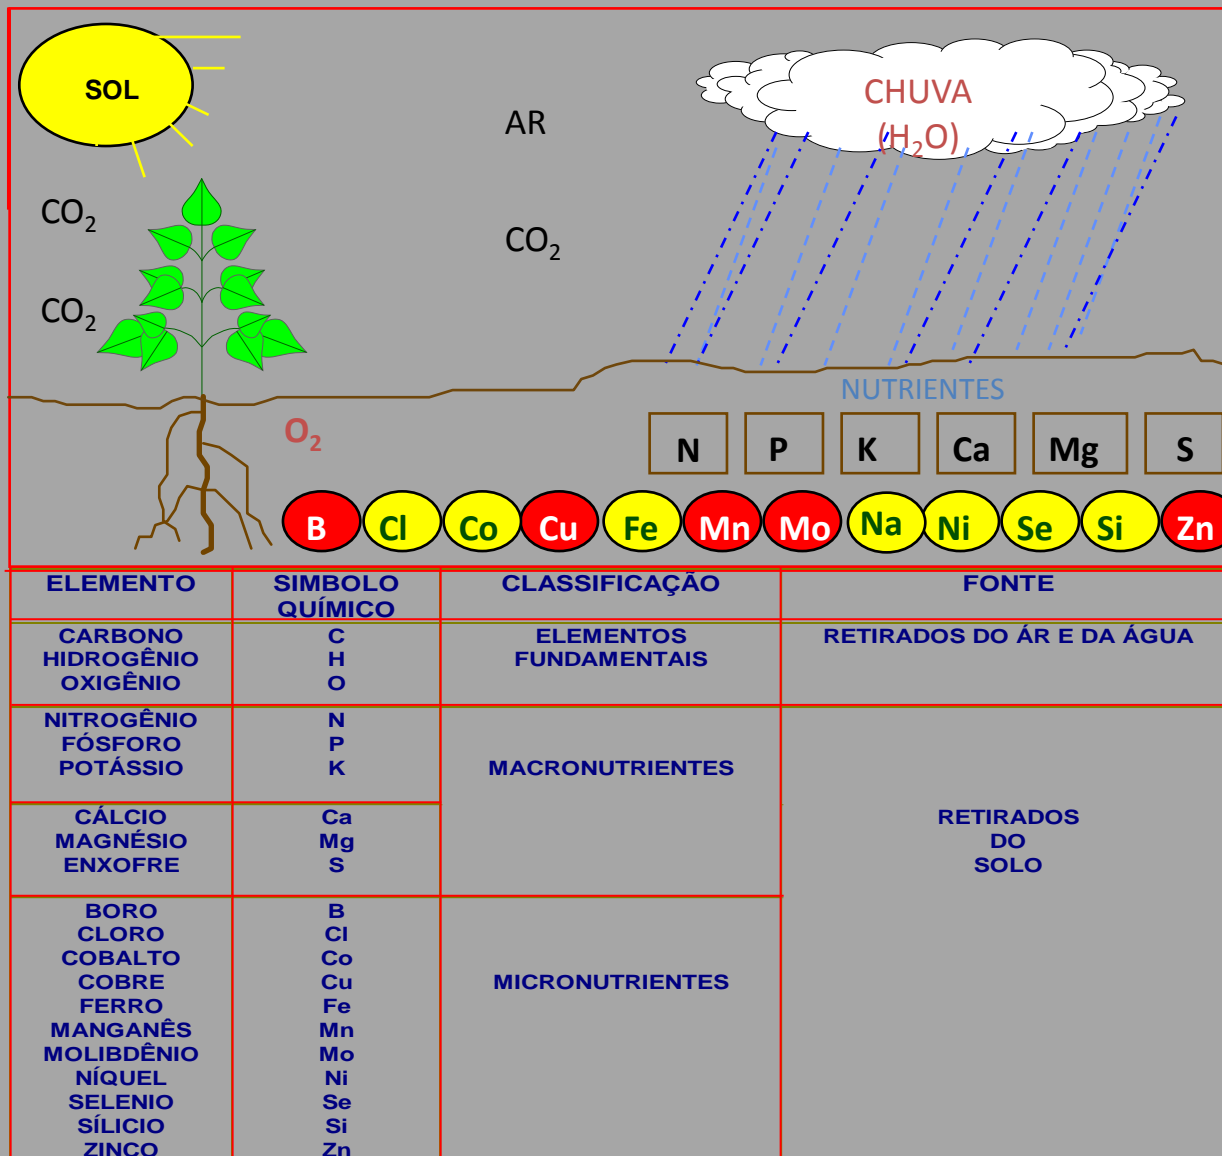 SOL
AR
CHUVA
(H₂O)
CO₂
CO₂
CO₂
NUTRIENTES
O₂
N P K Ca Mg S
B Cl Co Cu Fe Mn Mo Na Ni Se Si Zn
ELEMENTO SIMBOLO QUÍMICO CLASSIFICAÇÃO FONTE
CARBONO C ELEMENTOS RETIRADOS DO ÁR E DA ÁGUA
HIDROGÊNIO H FUNDAMENTAIS
OXIGÊNIO O
NITROGÊNIO N
FÓSFORO P
POTÁSSIO K MACRONUTRIENTES
CÁLCIO Ca RETIRADOS
MAGNÉSIO Mg DO
ENXOFRE S SOLO
BORO B
CLORO Cl
COBALTO Co
COBRE Cu MICRONUTRIENTES
FERRO Fe
MANGANÊS Mn
MOLIBDÊNIO Mo
NÍQUEL Ni
SELENIO Se
SÍLICIO Si
ZINCO Zn